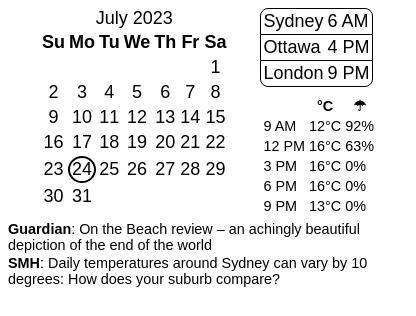 July 2023
Su Mo Tu We Th Fr Sa
1
2 3 4 5 6 7 8
9 10 11 12 13 14 15
16 17 18 19 20 21 22
23 24 25 26 27 28 29
30 31
Sydney 6 AM
Ottawa 4 PM
London 9 PM
°C ☂
9 AM 12°C 92%
12 PM 16°C 63%
3 PM 16°C 0%
6 PM 16°C 0%
9 PM 13°C 0%
Guardian: On the Beach review – an achingly beautiful
depiction of the end of the world
SMH: Daily temperatures around Sydney can vary by 10
degrees: How does your suburb compare?